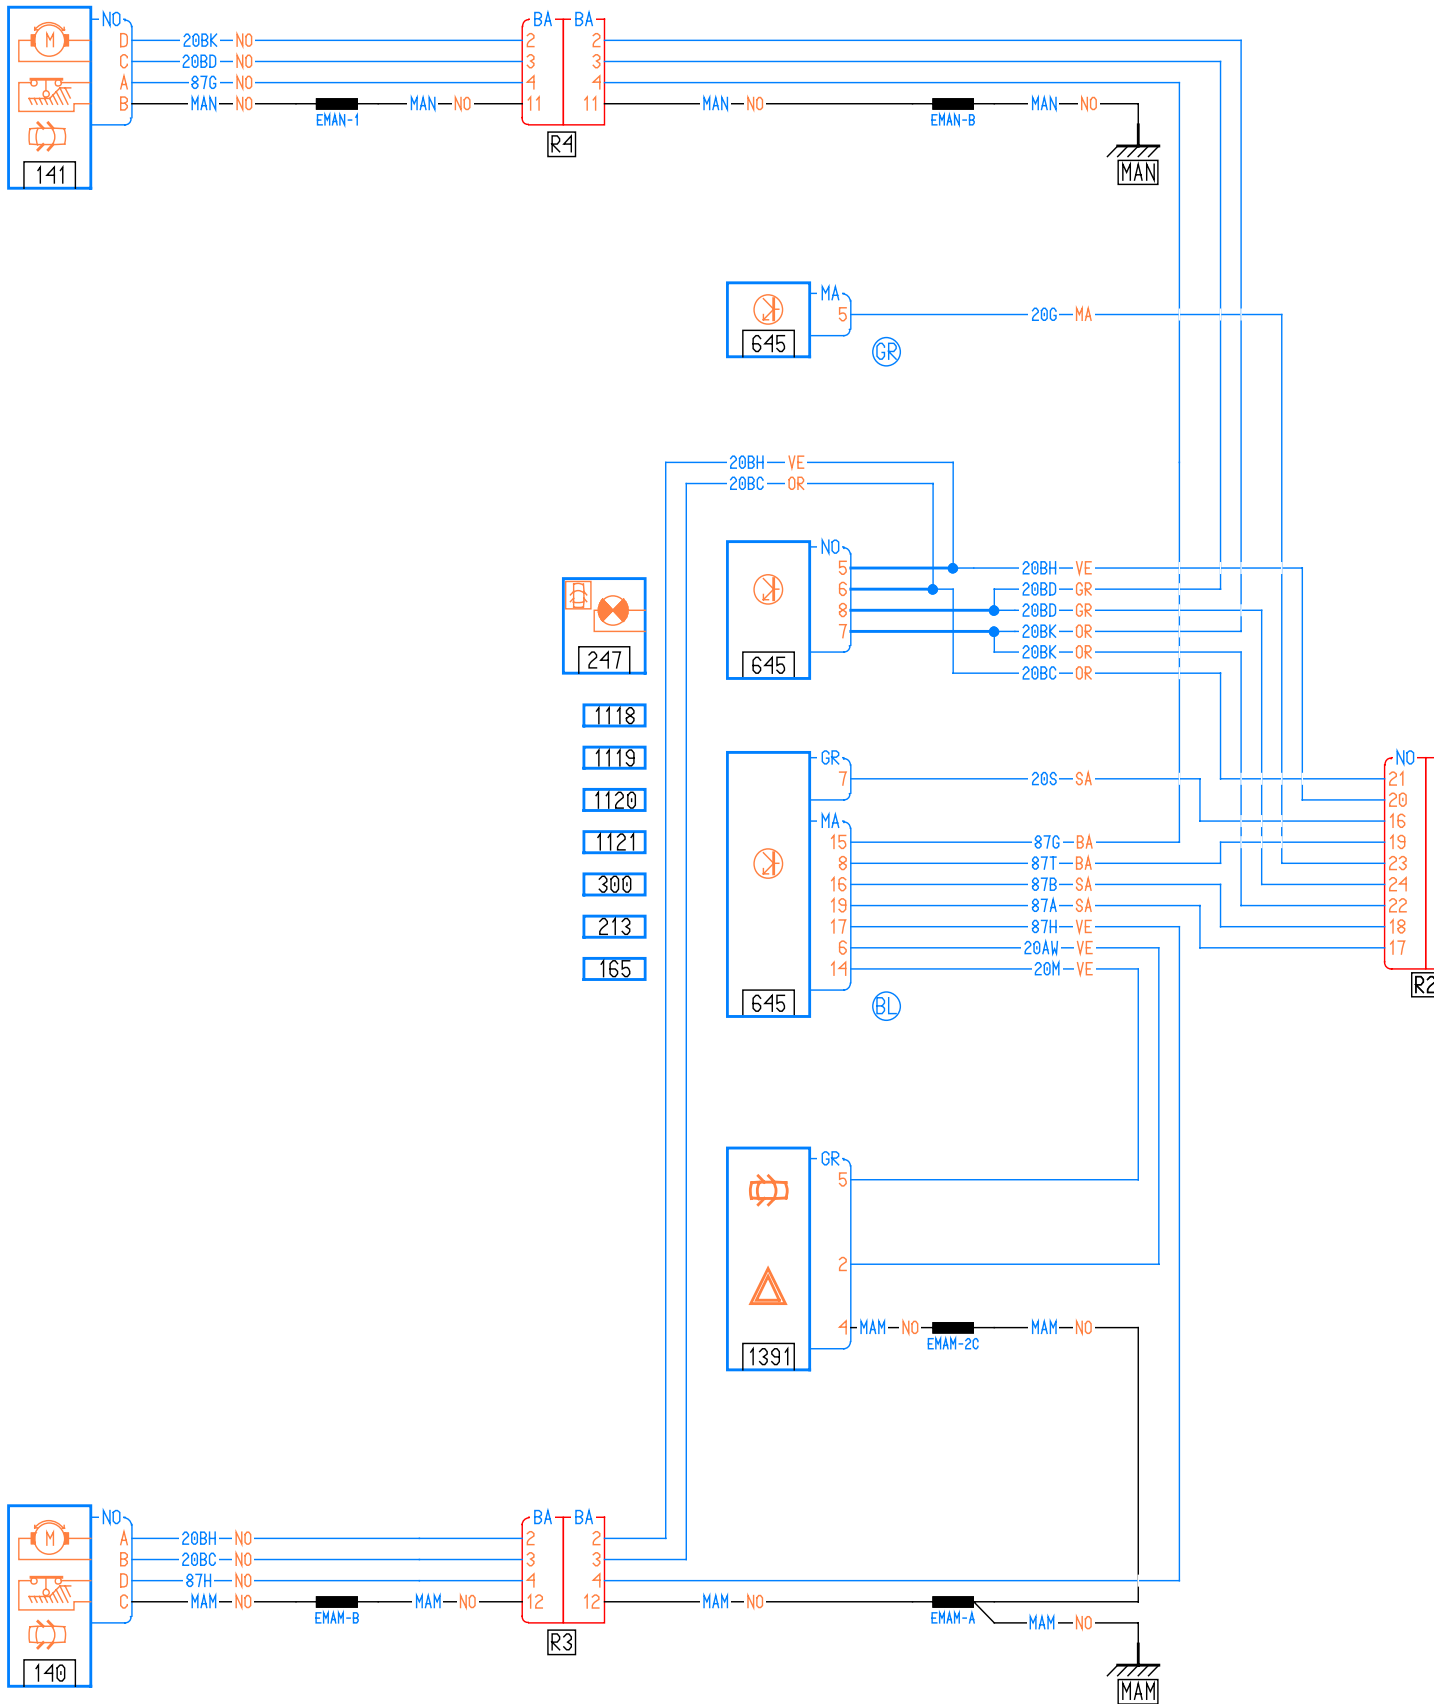 NO BA BA
D 20BK NO 2 2
C 20BD NO 3 3
A 87G NO 4 4
B MAN NO MAN NO 11 11 MAN NO MAN NO
EMAN-1 EMAN-B
M
R4
141
MAN
MA
5 20G MA
645
GR
20BH VE
20BC OR
NO
5 20BH VE
6 20BD GR
8 20BD GR
7 20BK OR
20BK OR
20BC OR
645
247
1118
1119
1120
1121
300
213
165
GR
7 20S SA
MA
15 87G BA
8 87T BA
16 87B SA
19 87A SA
17 87H VE
6 20AW VE
14 20M VE
645
BL
NO
21
20
16
19
23
24
22
18
17
R2
GR
5
2
4 MAM NO MAM NO
EMAM-2C
1391
NO BA BA
A 20BH NO 2 2
B 20BC NO 3 3
D 87H NO 4 4
C MAM NO MAM NO 12 12 MAM NO
EMAM-B EMAM-A
MAM NO
M
R3
140
MAM